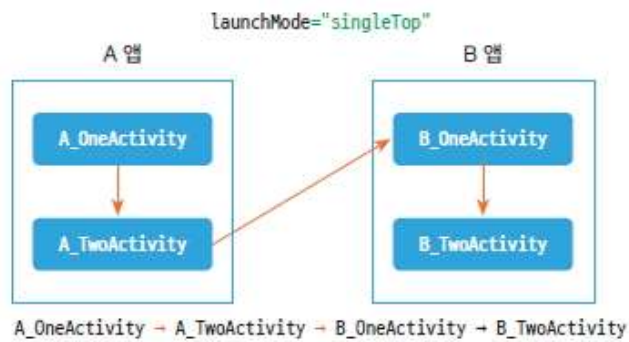 launchMode="singleTop"
A 앱 B 앱
A_OneActivity B_OneActivity
A_TwoActivity B_TwoActivity
A_OneActivity → A_TwoActivity → B_OneActivity → B_TwoActivity